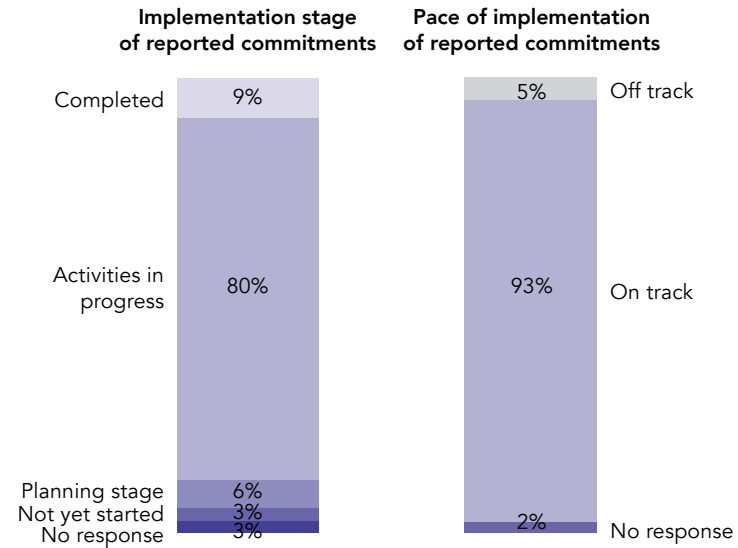 Implementation stage
of reported commitments
Completed
9%
Activities in
progress
80%
Planning stage
6%
Not yet started
3%
No response
3%
Pace of implementation
of reported commitments
5%
Off track
93%
On track
2%
No response